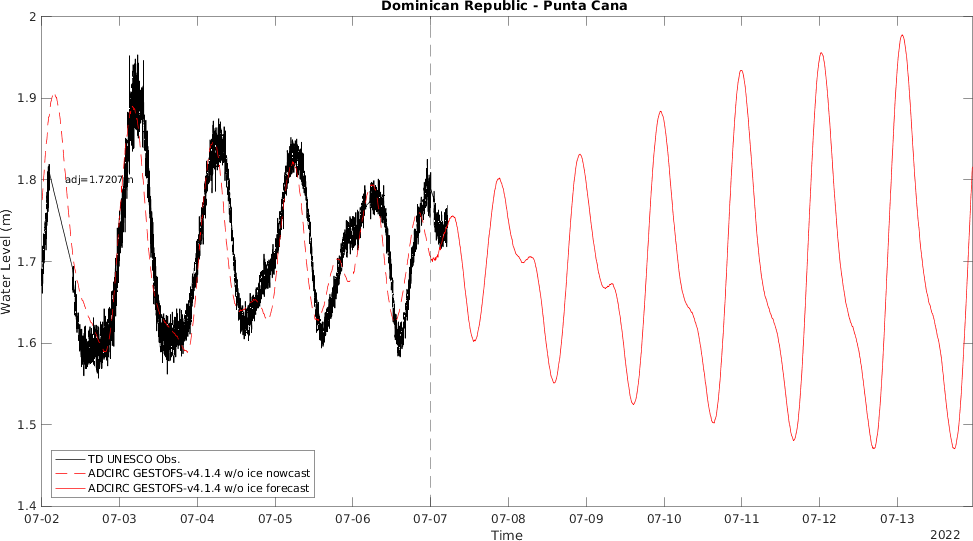 Dominican Republic - Punta Cana
2
1.9
1.8
1.7
1.6
1.5
1.4
Water Level (m)
adj=1.7207 m
TD UNESCO Obs.
ADCIRC GESTOFS-v4.1.4 w/o ice nowcast
ADCIRC GESTOFS-v4.1.4 w/o ice forecast
07-02 07-03 07-04 07-05 07-06 07-07 07-08 07-09 07-10 07-11 07-12 07-13
Time
2022